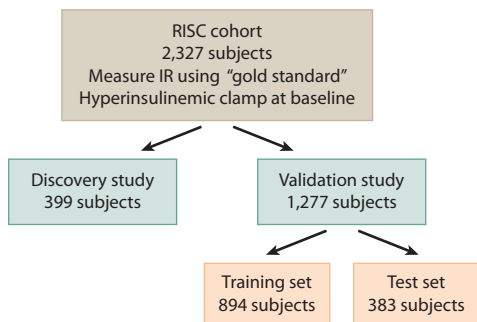 RISC cohort
2,327 subjects
Measure IR using “gold standard”
Hyperinsulinemic clamp at baseline
Discovery study
399 subjects
Validation study
1,277 subjects
Training set
894 subjects
Test set
383 subjects